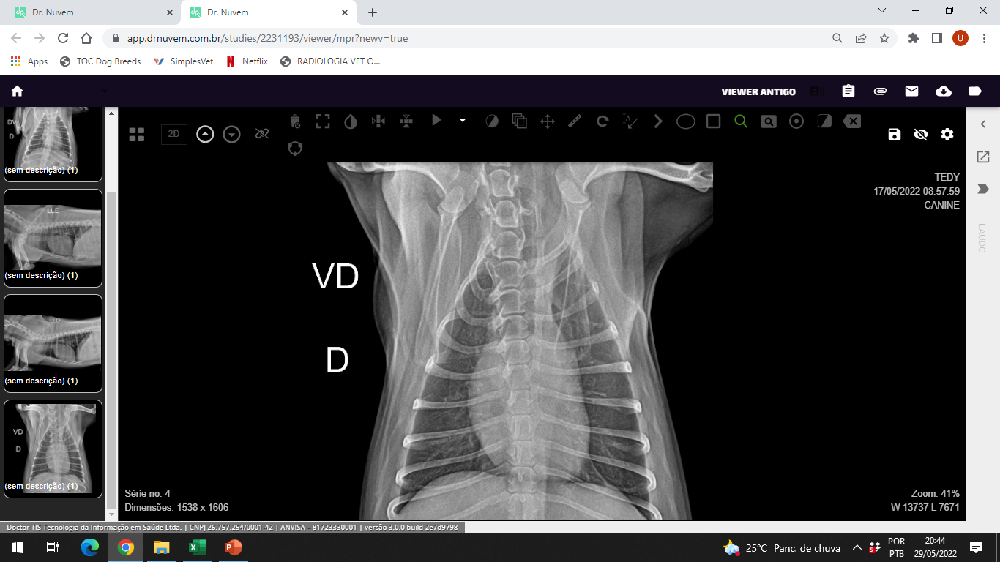 Dr. Nuvem
Dr. Nuvem
app.drnuvem.com.br/studies/2231193/viewer/mpr?newv=true
U
Apps
TOC Dog Breeds
SimplesVet
Netflix
RADIOLOGIA VET O...
VIEWER ANTIGO
2D
D
(sem descrição) (1)
LLE
(sem descrição) (1)
LLD
(sem descrição) (1)
VD
D
(sem descrição) (1)
TEDY
17/05/2022 08:57:59
CANINE
VD
D
LAUDO
Série no. 4
Dimensões: 1538 x 1606
Zoom: 41%
W 13737 L 7671
Doctor TIS Tecnologia da Informação em Saúde Ltda. | CNPJ 26.757.254/0001-42 | ANVISA – 81723330001 | versão 3.0.0 build 2e7d9798
25°C Panc. de chuva
POR
PTB
20:44
29/05/2022